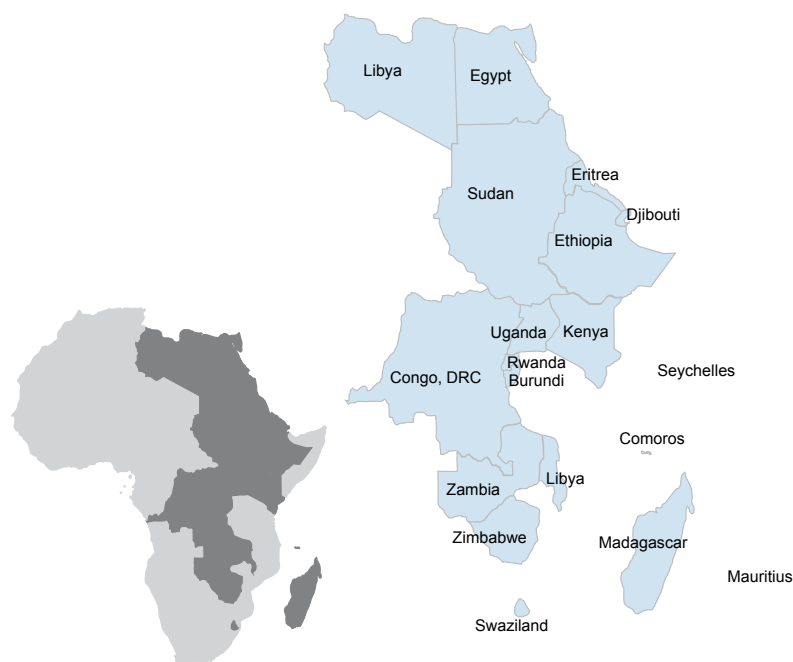 Libya
Egypt
Eritrea
Sudan
Djibouti
Ethiopia
Uganda
Kenya
Rwanda
Burundi
Congo, DRC
Seychelles
Comoros
Libya
Zambia
Zimbabwe
Madagascar
Mauritius
Swaziland